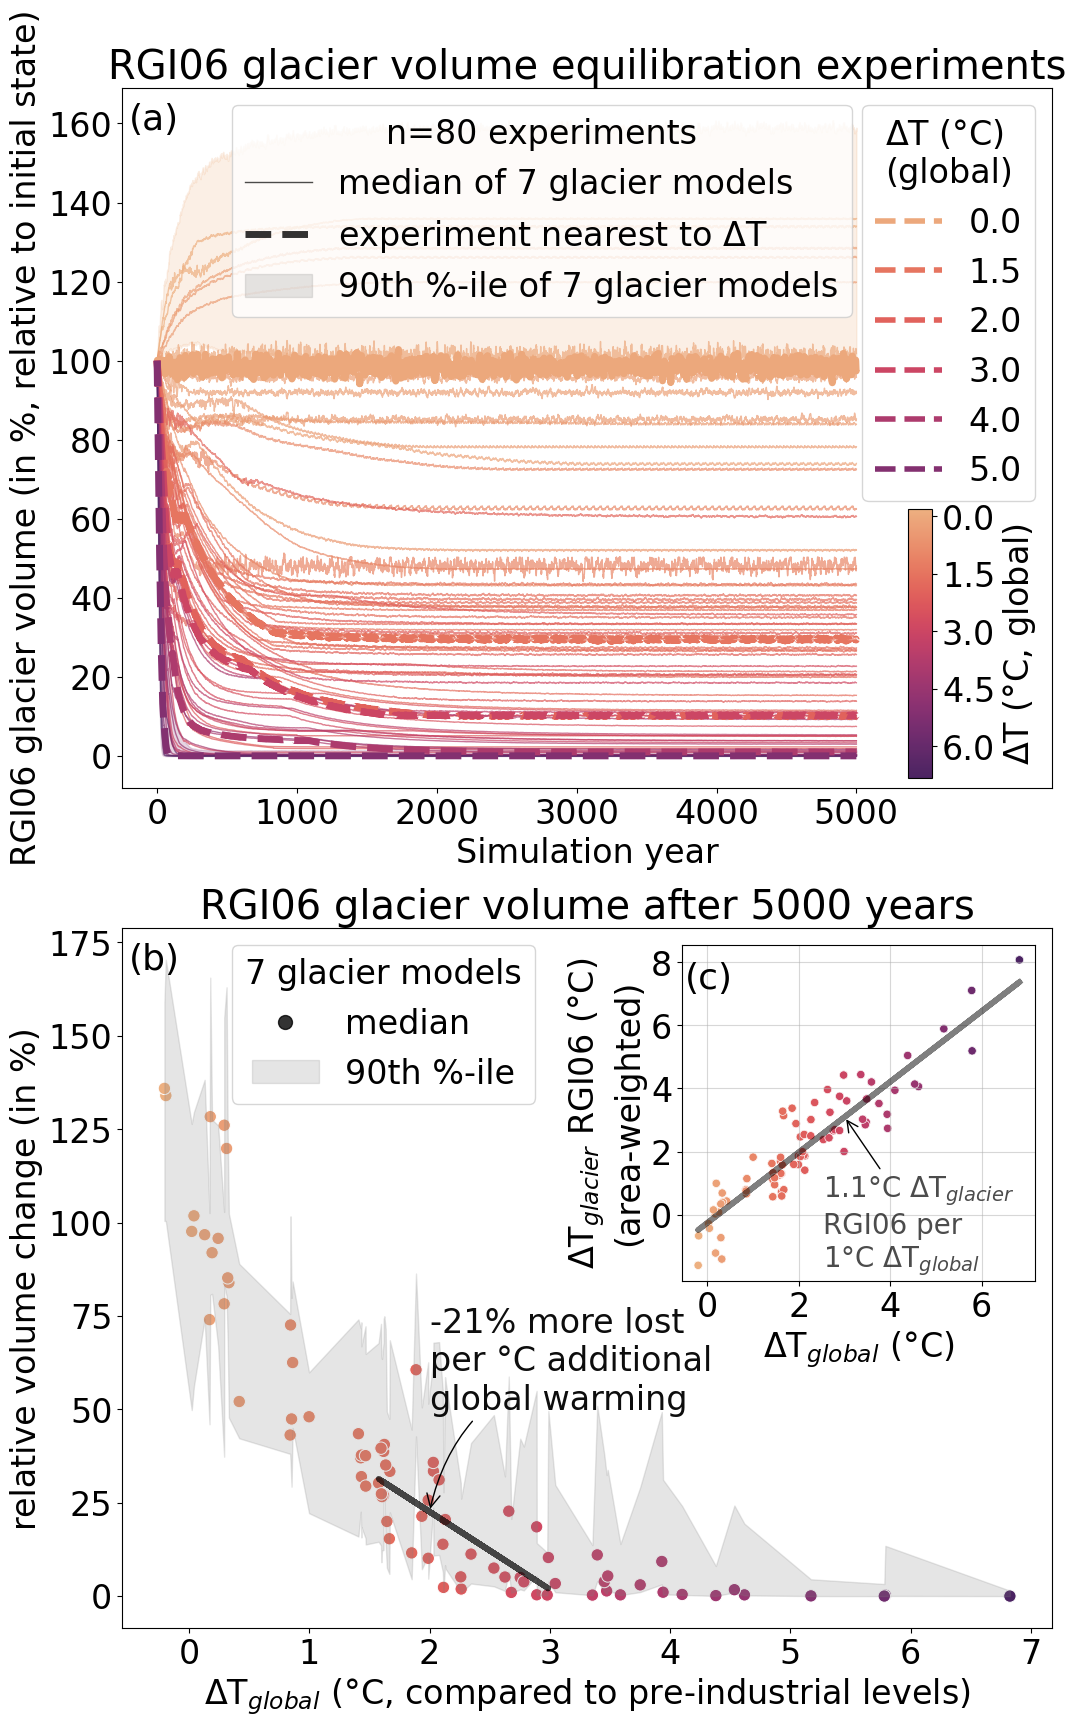 RGI06 glacier volume equilibration experiments
(a)
RGI06 glacier volume (in %, relative to initial state)
160
140
120
100
80
60
40
20
0
n=80 experiments
median of 7 glacier models
experiment nearest to ΔT
90th %-ile of 7 glacier models
ΔT (°C)
(global)
0.0
1.5
2.0
3.0
4.0
5.0
0.0
1.5
3.0
4.5
6.0
ΔT (°C, global)
0 1000 2000 3000 4000 5000
Simulation year
RGI06 glacier volume after 5000 years
(b)
relative volume change (in %)
175
150
125
100
75
50
25
0
7 glacier models
median
90th %-ile
-21% more lost
per °C additional
global warming
(c)
ΔTglacier RGI06 (°C)
(area-weighted)
8
6
4
2
0
1.1°C ΔTglacier
RGI06 per
1°C ΔTglobal
0 2 4 6
ΔTglobal (°C)
0 1 2 3 4 5 6 7
ΔTglobal (°C, compared to pre-industrial levels)